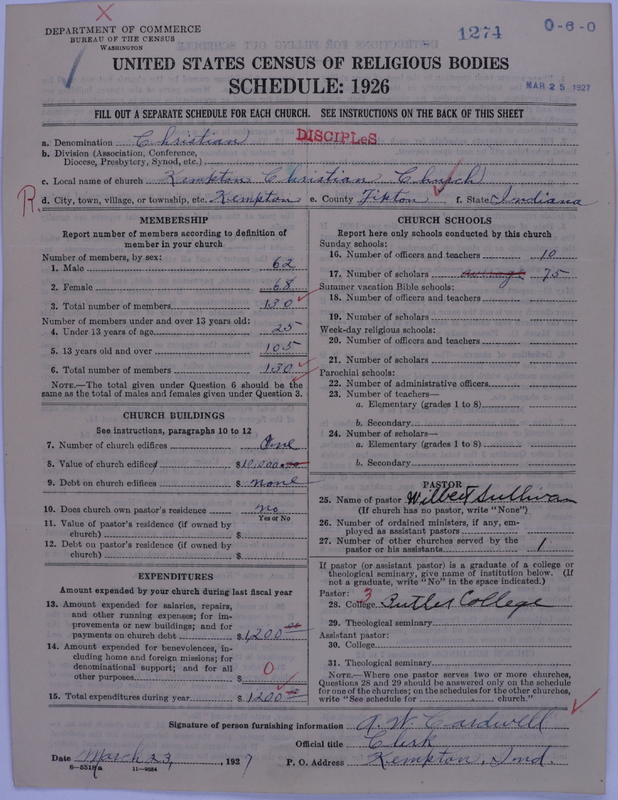 DEPARTMENT OF COMMERCE
BUREAU OF THE CENSUS
WASHINGTON
1274
0-6-0
MAR 25 1927
UNITED STATES CENSUS OF RELIGIOUS BODIES
SCHEDULE: 1926
FILL OUT A SEPARATE SCHEDULE FOR EACH CHURCH. SEE INSTRUCTIONS ON THE BACK OF THIS SHEET
DISCIPLES
a. Denomination Christian
b. Division (Association, Conference,
Diocese, Presbytery, Synod, etc.)
c. Local name of church Kempton Christian Church
R. d. City, town, village, or township, etc. Kempton e. County Tipton f. State Indiana
MEMBERSHIP
Report number of members according to definition of
member in your church
Number of members, by sex:
1. Male 62
2. Female 68
3. Total number of members 130
Number of members under and over 13 years old:
4. Under 13 years of age 25
5. 13 years old and over 105
6. Total number of members 130
NOTE.—The total given under Question 6 should be the
same as the total of males and females given under Question 3.
CHURCH BUILDINGS
See instructions, paragraphs 10 to 12
7. Number of church edifices One
8. Value of church edifices $10,000.00
9. Debt on church edifices $ none
10. Does church own pastor's residence no
Yes or No
11. Value of pastor's residence (if owned by
church) $
12. Debt on pastor's residence (if owned by
church) $
EXPENDITURES
Amount expended by your church during last fiscal year
13. Amount expended for salaries, repairs,
and other running expenses; for im-
provements or new buildings; and for
payments on church debt $1200 00
14. Amount expended for benevolences, in-
cluding home and foreign missions; for
denominational support; and for all
other purposes $ 0
15. Total expenditures during year $1200 00
CHURCH SCHOOLS
Report here only schools conducted by this church
Sunday schools:
16. Number of officers and teachers 10
17. Number of scholars average 75
Summer vacation Bible schools:
18. Number of officers and teachers
19. Number of scholars
Week-day religious schools:
20. Number of officers and teachers
21. Number of scholars
Parochial schools:
22. Number of administrative officers
23. Number of teachers—
a. Elementary (grades 1 to 8)
b. Secondary
24. Number of scholars—
a. Elementary (grades 1 to 8)
b. Secondary
PASTOR
25. Name of pastor Wilbert Sullivan
(If church has no pastor, write "None")
26. Number of ordained ministers, if any, em-
ployed as assistant pastors
27. Number of other churches served by the
pastor or his assistants 1
If pastor (or assistant pastor) is a graduate of a college or
theological seminary, give name of institution below. (If
not a graduate, write "No" in the space indicated.)
Pastor: 3
28. College Butler College
29. Theological seminary
Assistant pastor:
30. College
31. Theological seminary
NOTE.—Where one pastor serves two or more churches,
Questions 28 and 29 should be answered only on the schedule
for one of the churches; on the schedules for the other churches,
write "See schedule for church."
Signature of person furnishing information A. W. Cardwell
Official title Clerk
Date March 23, 1927 P. O. Address Kempton, Ind.
8-5518a 11-9684